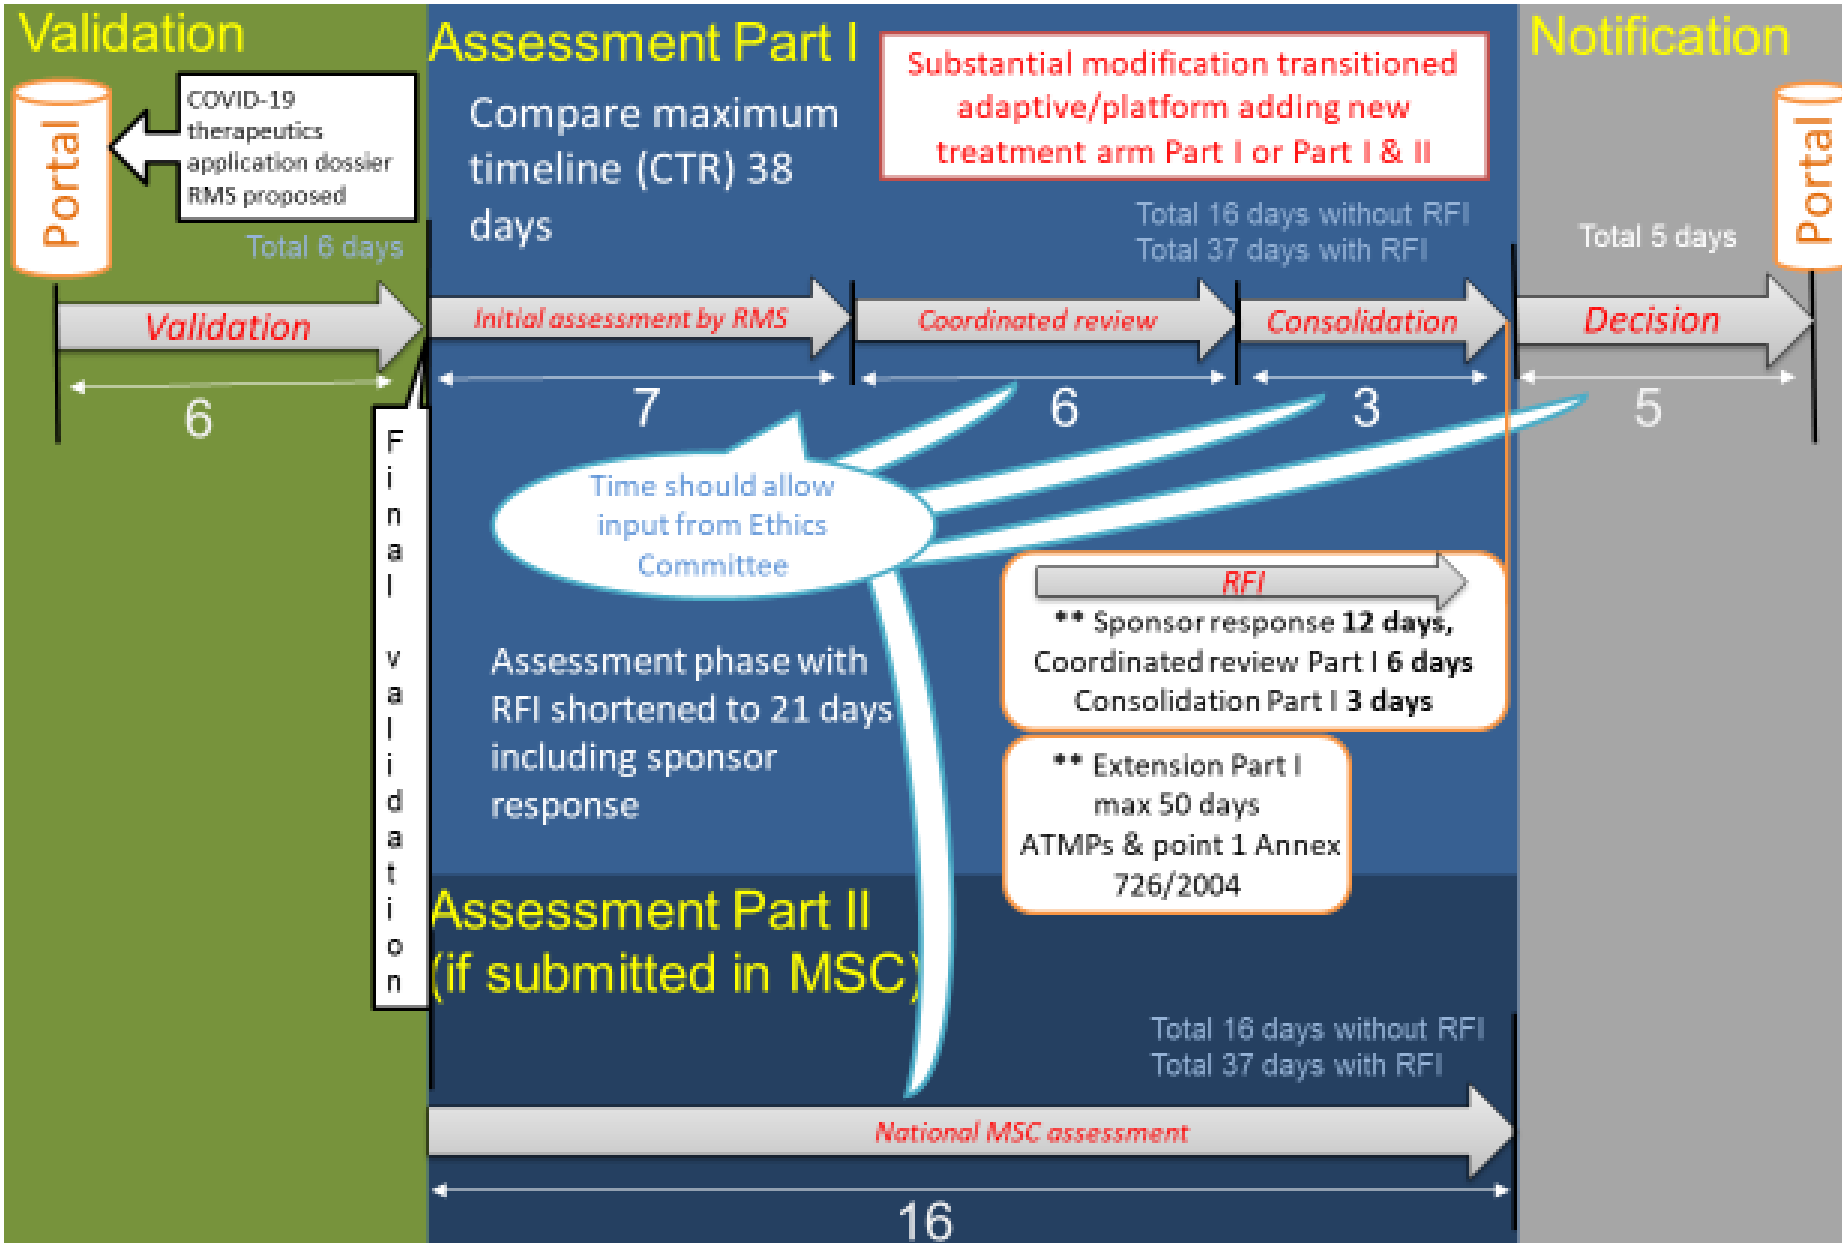 Validation
Assessment Part I
Notification
Portal
COVID-19
therapeutics
application dossier
RMS proposed
Compare maximum
timeline (CTR) 38
days
Substantial modification transitioned
adaptive/platform adding new
treatment arm Part I or Part I & II
Portal
Total 6 days
Total 16 days without RFI
Total 37 days with RFI
Total 5 days
Validation
Initial assessment by RMS
Coordinated review
Consolidation
Decision
6
7
6
3
5
Final validation
Time should allow
input from Ethics
Committee
RFI
** Sponsor response 12 days,
Coordinated review Part I 6 days
Consolidation Part I 3 days
Assessment phase with
RFI shortened to 21 days
including sponsor
response
** Extension Part I
max 50 days
ATMPs & point 1 Annex
726/2004
Assessment Part II
(if submitted in MSC)
Total 16 days without RFI
Total 37 days with RFI
National MSC assessment
16